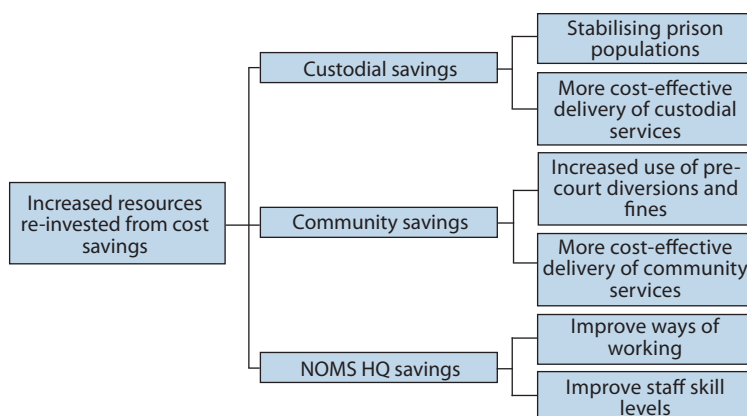 Increased resources
re-invested from cost
savings
Custodial savings
Community savings
NOMS HQ savings
Stabilising prison
populations
More cost-effective
delivery of custodial
services
Increased use of pre-
court diversions and
fines
More cost-effective
delivery of community
services
Improve ways of
working
Improve staff skill
levels